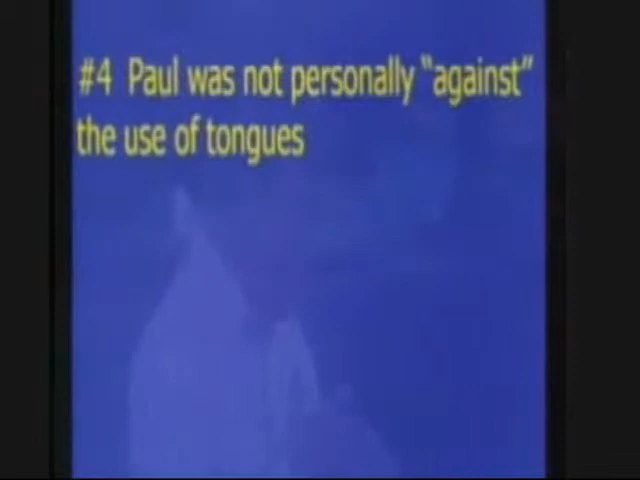 #4 Paul was not personally “against”
the use of tongues